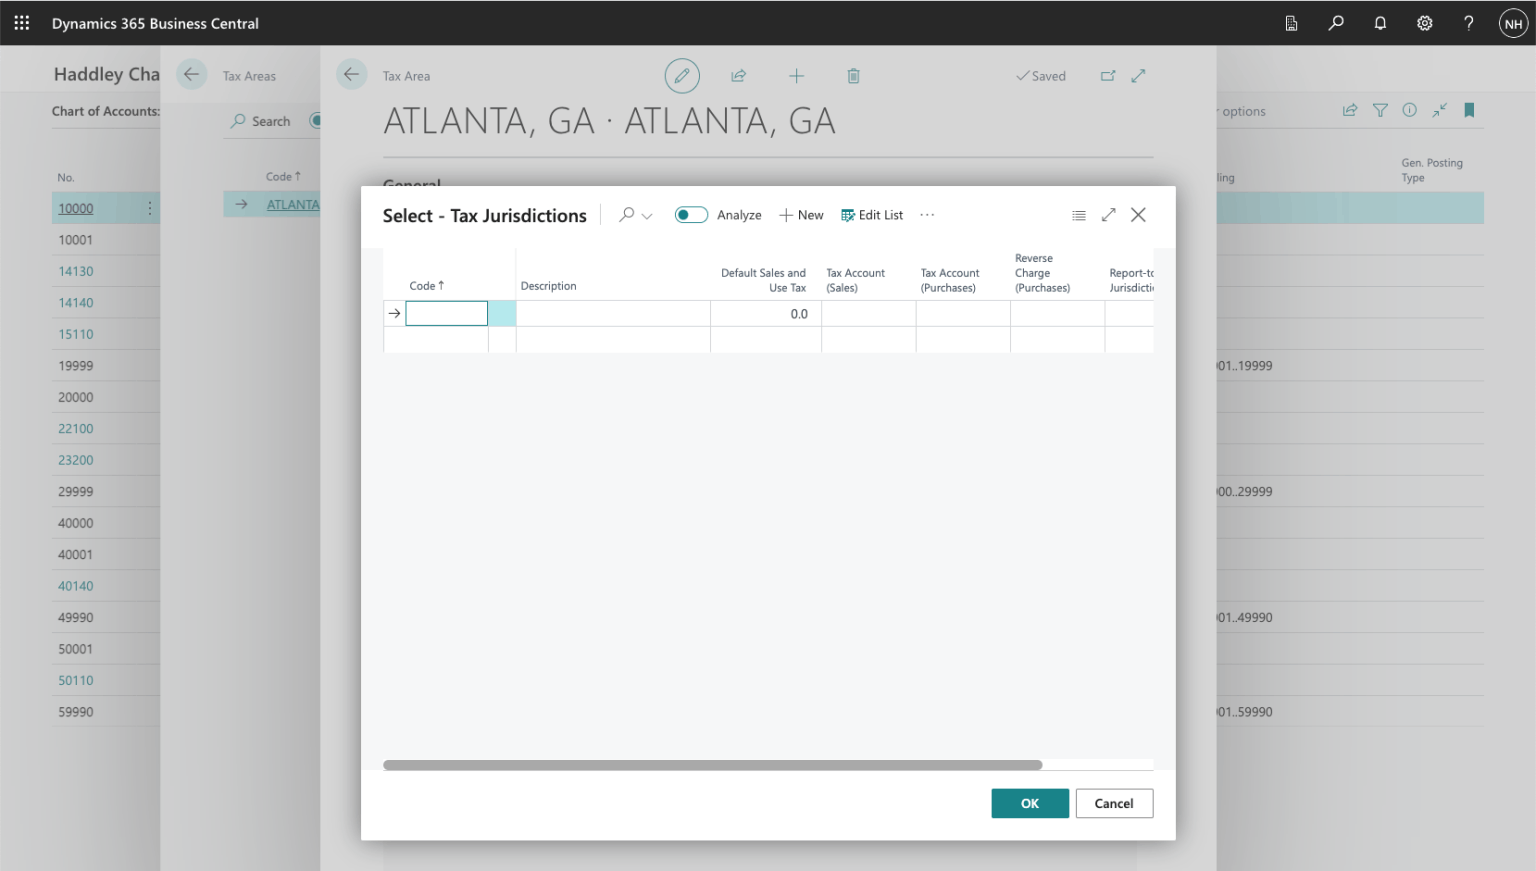 Dynamics 365 Business Central
NH
Haddley Cha
Tax Areas
Tax Area
Saved
Chart of Accounts:
Search
ATLANTA, GA · ATLANTA, GA
options
No.
Code ↑
General
ling
Gen. Posting
Type
10000
ATLANTA
10001
14130
14140
15110
19999
20000
22100
23200
29999
40000
40001
40140
49990
50001
50110
59990
Select - Tax Jurisdictions
Analyze
New
Edit List
Code ↑
Description
Default Sales and
Use Tax
Tax Account
(Sales)
Tax Account
(Purchases)
Reverse
Charge
(Purchases)
Report-to
Jurisdictio
0.0
01..19999
00..29999
01..49990
01..59990
OK
Cancel